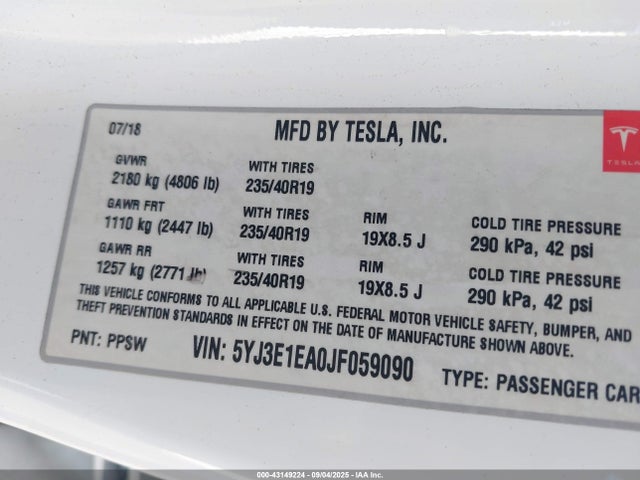 07/18
MFD BY TESLA, INC.
TESLA
GVWR
2180 kg (4806 lb)
WITH TIRES
235/40R19
GAWR FRT
1110 kg (2447 lb)
WITH TIRES
235/40R19
RIM
19X8.5 J
COLD TIRE PRESSURE
290 kPa, 42 psi
GAWR RR
1257 kg (2771 lb)
WITH TIRES
235/40R19
RIM
19X8.5 J
COLD TIRE PRESSURE
290 kPa, 42 psi
THIS VEHICLE CONFORMS TO ALL APPLICABLE U.S. FEDERAL MOTOR VEHICLE SAFETY, BUMPER, AND
THEFT PREVENTION STANDARDS IN EFFECT ON THE DATE OF MANUFACTURE SHOWN ABOVE.
PNT: PPSW
VIN: 5YJ3E1EA0JF059090
TYPE: PASSENGER CAR
000-43149224 - 09/04/2025 - IAA Inc.